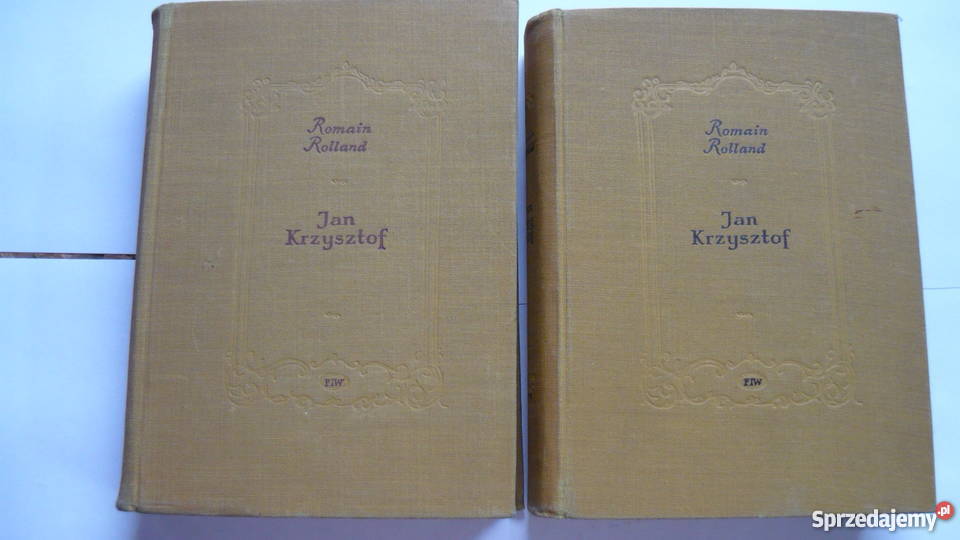 Romain
Rolland
Jan
Krzysztof
PIW
Romain
Rolland
Jan
Krzysztof
PIW
Sprzedajemy.pl